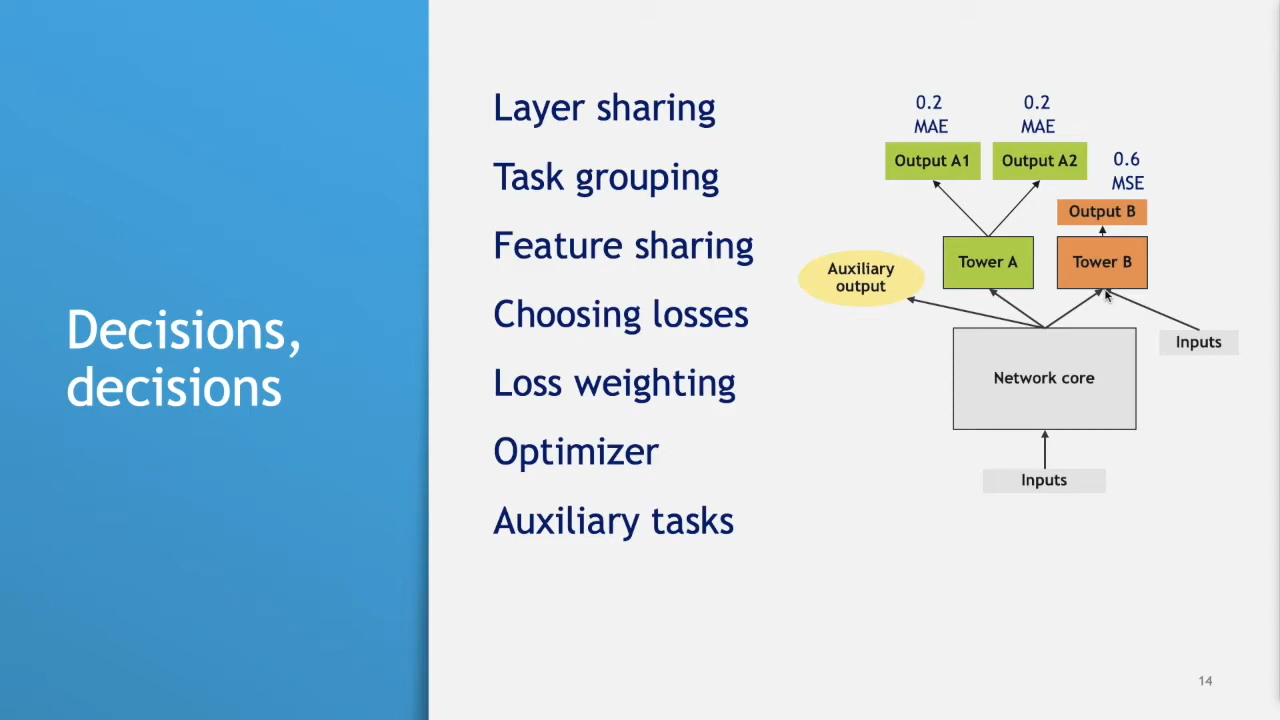 Decisions,
decisions
Layer sharing
Task grouping
Feature sharing
Choosing losses
Loss weighting
Optimizer
Auxiliary tasks
0.2
MAE
0.2
MAE
Output A1
Output A2
0.6
MSE
Output B
Tower A
Tower B
Auxiliary
output
Inputs
Network core
Inputs
14